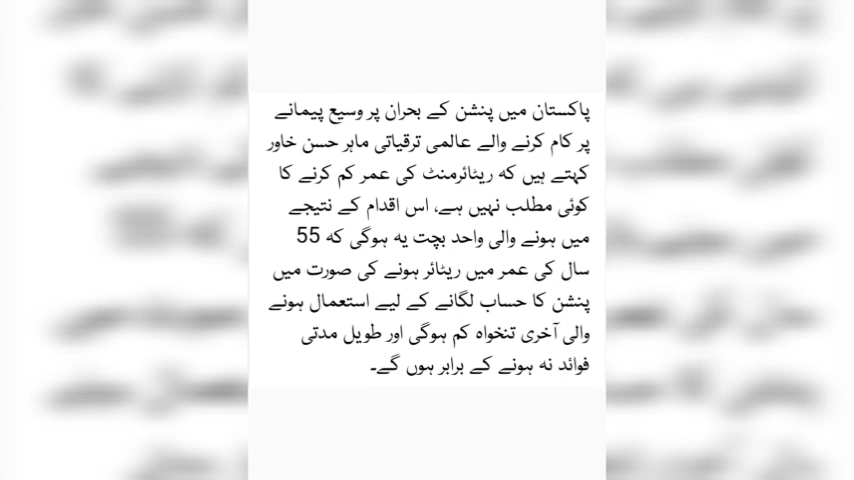 پاکستان میں پنشن کے بحران پر وسیع پیمانے
پر کام کرنے والے عالمی ترقیاتی ماہر حسن خاور
کہتے ہیں کہ ریٹائرمنٹ کی عمر کم کرنے کا
کوئی مطلب نہیں ہے، اس اقدام کے نتیجے
میں ہونے والی واحد بچت یہ ہوگی کہ 55
سال کی عمر میں ریٹائر ہونے کی صورت میں
پنشن کا حساب لگانے کے لیے استعمال ہونے
والی آخری تنخواہ کم ہوگی اور طویل مدتی
فوائد نہ ہونے کے برابر ہوں گے۔